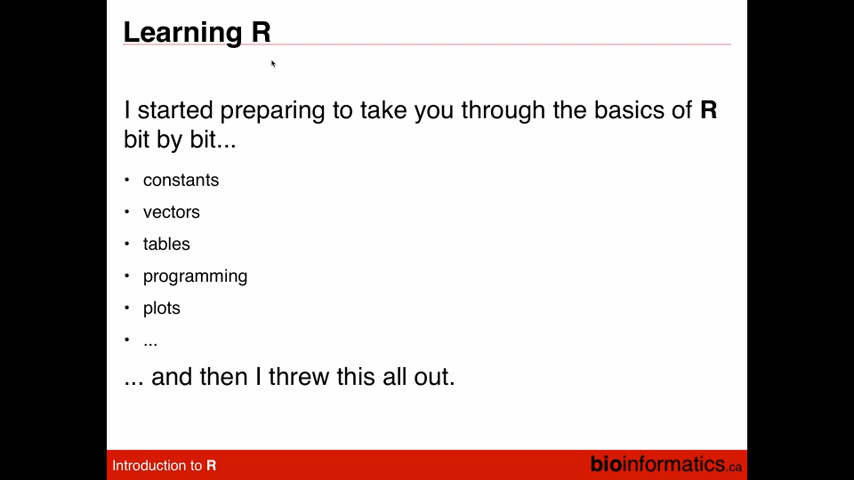 Learning R
I started preparing to take you through the basics of R
bit by bit...
• constants
• vectors
• tables
• programming
• plots
• ...
... and then I threw this all out.
Introduction to R
bioinformatics.ca